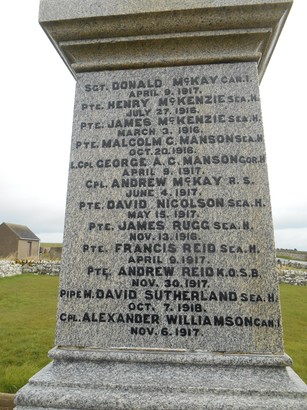 SGT. DONALD McKAY CAN. I.
APRIL 9. 1917.
PTE. HENRY McKENZIE SEA. H.
JULY 27. 1918.
PTE. JAMES McKENZIE SEA. H.
MARCH 3. 1916.
PTE. MALCOLM C. MANSON SEA. H.
OCT. 20. 1918.
L. CPL. GEORGE A. G. MANSON GOR. H.
APRIL 9. 1917.
CPL. ANDREW McKAY R. S.
JUNE 4. 1917.
PTE. DAVID NICOLSON SEA. H.
MAY 15. 1917.
PTE. JAMES RUGG SEA. H.
NOV. 13. 1916.
PTE. FRANCIS REID SEA. H.
APRIL 9. 1917.
PTE. ANDREW REID K.O.S.B.
NOV. 30. 1917.
PIPE M. DAVID SUTHERLAND SEA. H.
OCT. 7. 1918.
CPL. ALEXANDER WILLIAMSON CAN. I.
NOV. 6. 1917.